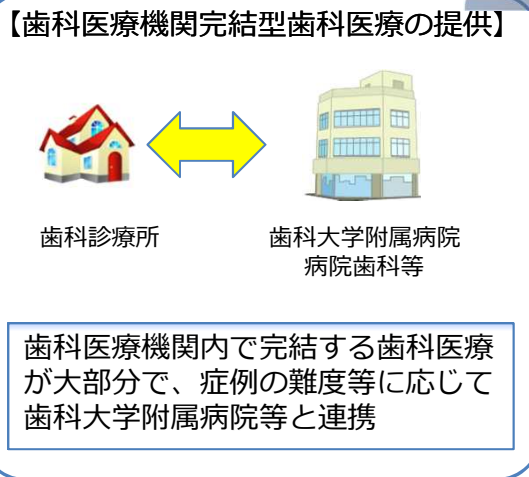 【歯科医療機関完結型歯科医療の提供】
歯科診療所
歯科大学附属病院
病院歯科等
歯科医療機関内で完結する歯科医療
が大部分で、症例の難度等に応じて
歯科大学附属病院等と連携